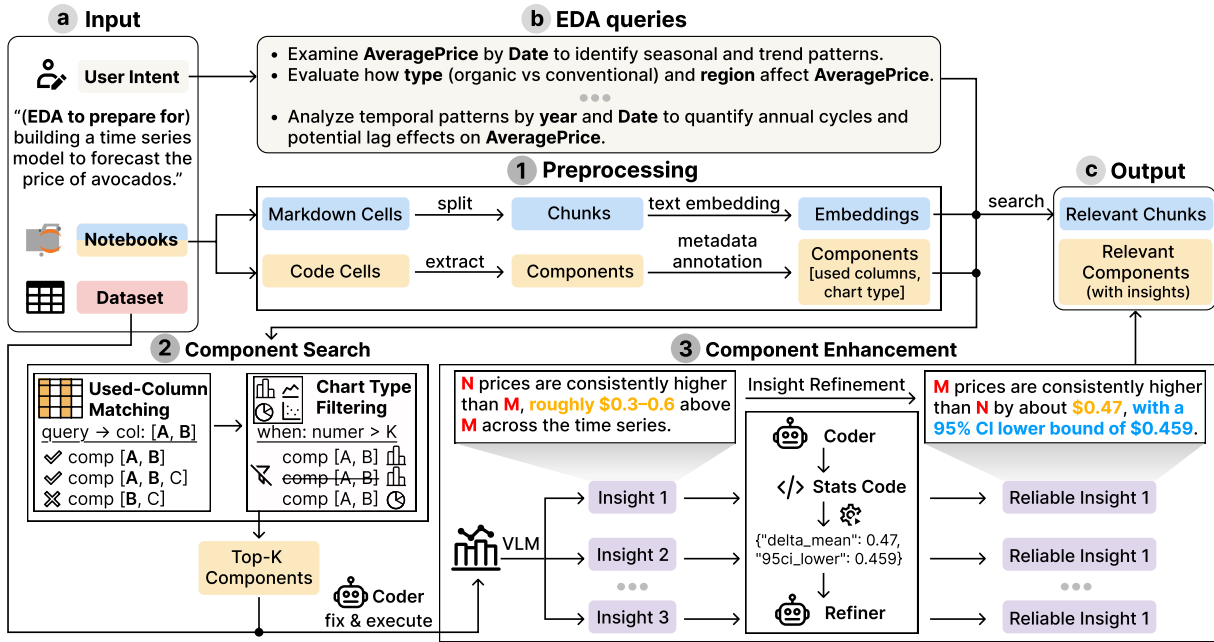 a Input
User Intent
“(EDA to prepare for)
building a time series
model to forecast the
price of avocados.”
Notebooks
Dataset
b EDA queries
• Examine AveragePrice by Date to identify seasonal and trend patterns.
• Evaluate how type (organic vs conventional) and region affect AveragePrice.
• Analyze temporal patterns by year and Date to quantify annual cycles and
potential lag effects on AveragePrice.
1 Preprocessing
Markdown Cells
split
Chunks
text embedding
Embeddings
Code Cells
extract
Components
metadata
annotation
Components
[used columns,
chart type]
search
c Output
Relevant Chunks
Relevant
Components
(with insights)
2 Component Search
Used-Column
Matching
query → col: [A, B]
comp [A, B]
comp [A, B, C]
comp [B, C]
Chart Type
Filtering
when: numer > K
comp [A, B]
comp [A, B]
comp [A, B]
Top-K
Components
Coder
fix & execute
3 Component Enhancement
N prices are consistently higher
than M, roughly $0.3–0.6 above
M across the time series.
Insight Refinement
M prices are consistently higher
than N by about $0.47, with a
95% CI lower bound of $0.459.
VLM
Insight 1
Insight 2
Insight 3
Coder
</> Stats Code
{"delta_mean": 0.47,
"95ci_lower": 0.459}
Refiner
Reliable Insight 1
Reliable Insight 1
Reliable Insight 1